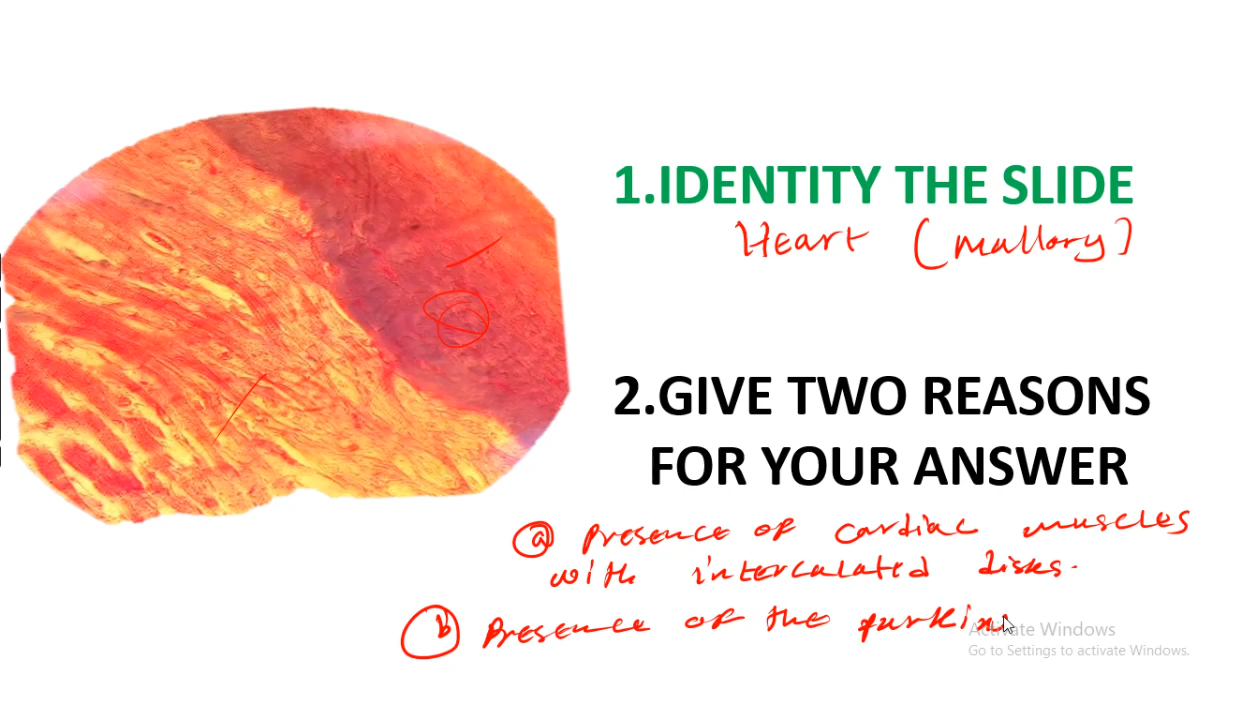 1.IDENTITY THE SLIDE
Heart (Mallory)
2.GIVE TWO REASONS
FOR YOUR ANSWER
(a) Presence of cardiac muscles
with intercalated disks.
(b) Presence of the purkin
Activate Windows
Go to Settings to activate Windows.